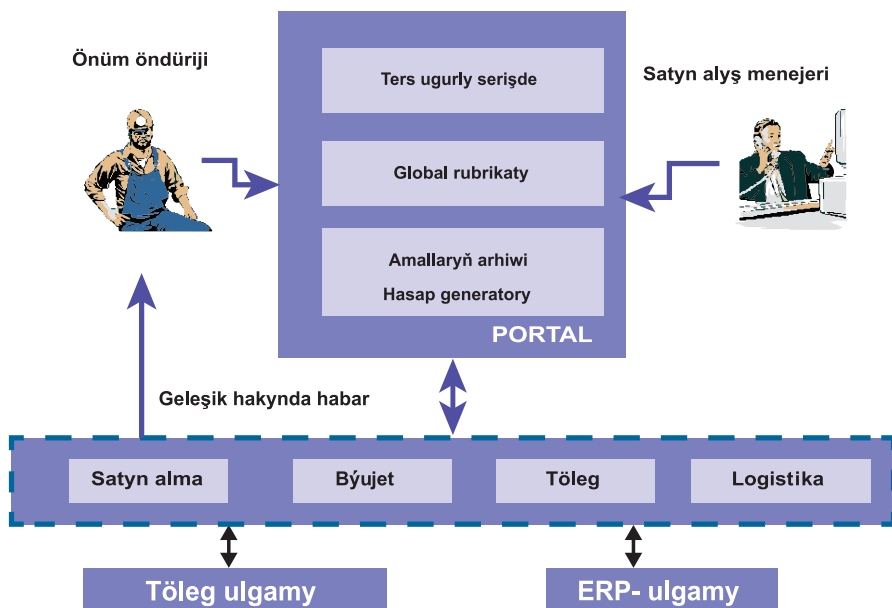 Önüm öndüriji
Ters ugurly serişde
Satyn alyş menejeri
Global rubrikaty
Amallaryň arhiwi
Hasap generatory
PORTAL
Geleşik hakynda habar
Satyn alma
Býujet
Töleg
Logistika
Töleg ulgamy
ERP- ulgamy